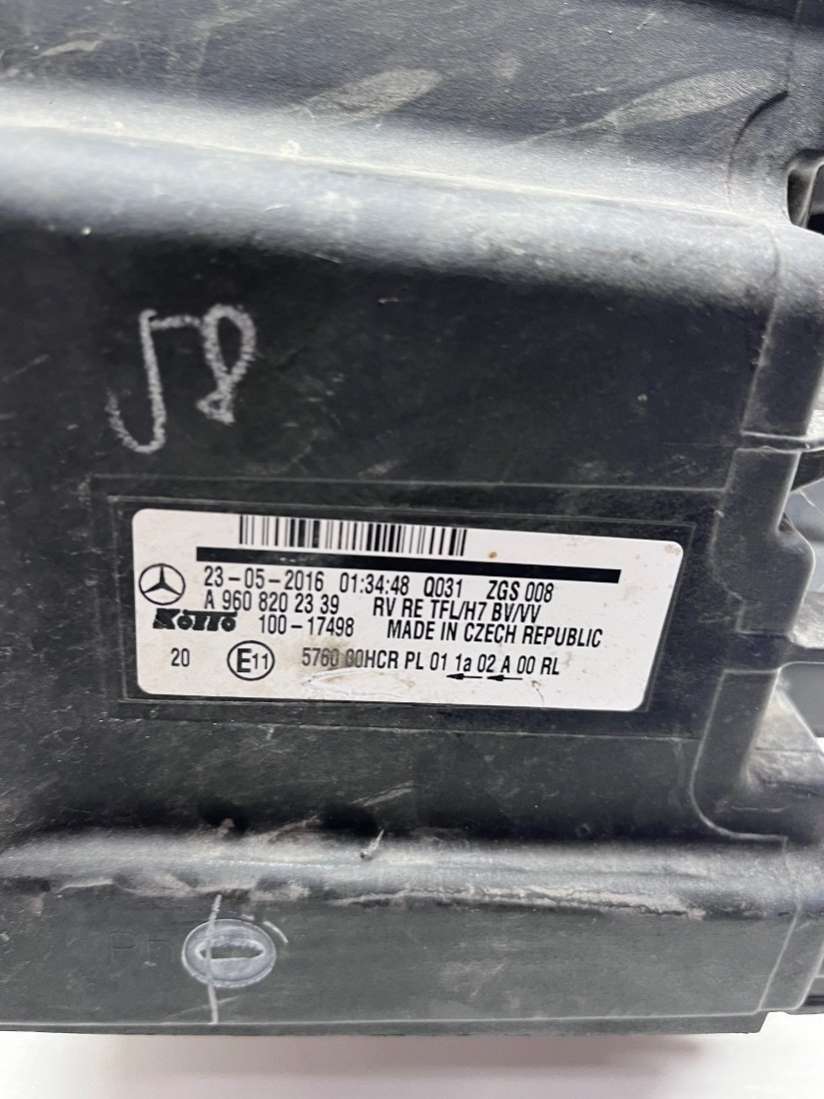 58
23-05-2016 01:34:48 Q031 ZGS 008
A 960 820 23 39 RV RE TFL/H7 BV/VV
100-17498 MADE IN CZECH REPUBLIC
20 E11 5760 00HCR PL 01 1a 02 A 00 RL